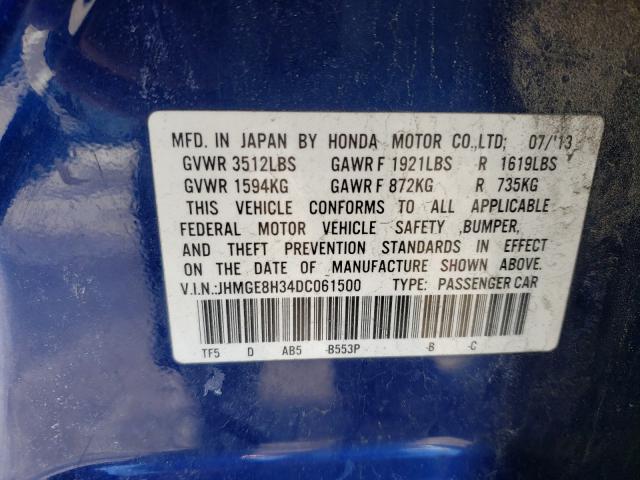 MFD. IN JAPAN BY HONDA MOTOR CO.,LTD; 07/'13
GVWR 3512LBS GAWR F 1921LBS R 1619LBS
GVWR 1594KG GAWR F 872KG R 735KG
THIS VEHICLE CONFORMS TO ALL APPLICABLE
FEDERAL MOTOR VEHICLE SAFETY ,BUMPER,
AND THEFT PREVENTION STANDARDS IN EFFECT
ON THE DATE OF MANUFACTURE SHOWN ABOVE.
V.I.N.:JHMGE8H34DC061500 TYPE: PASSENGER CAR
TF5 D AB5 -B553P -B -C